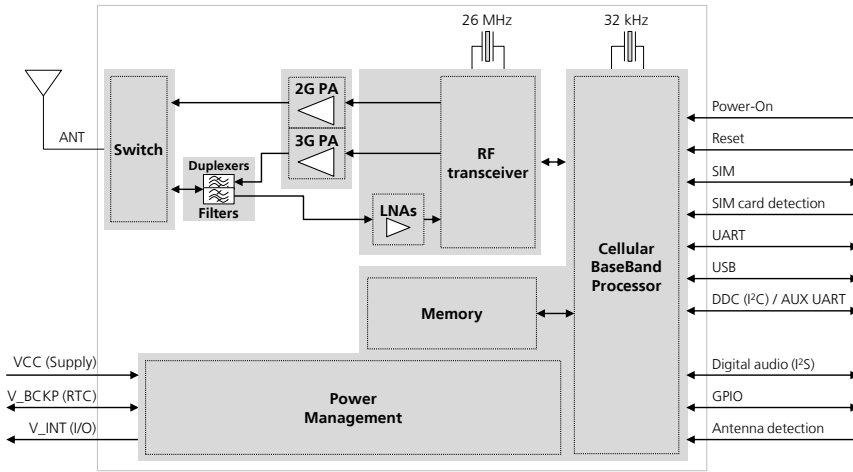 26 MHz
32 kHz
ANT
Switch
2G PA
3G PA
Duplexers
Filters
LNAs
RF
transceiver
Cellular
BaseBand
Processor
Memory
Power
Management
VCC (Supply)
V_BCKP (RTC)
V_INT (I/O)
Power-On
Reset
SIM
SIM card detection
UART
USB
DDC (I²C) / AUX UART
Digital audio (I²S)
GPIO
Antenna detection